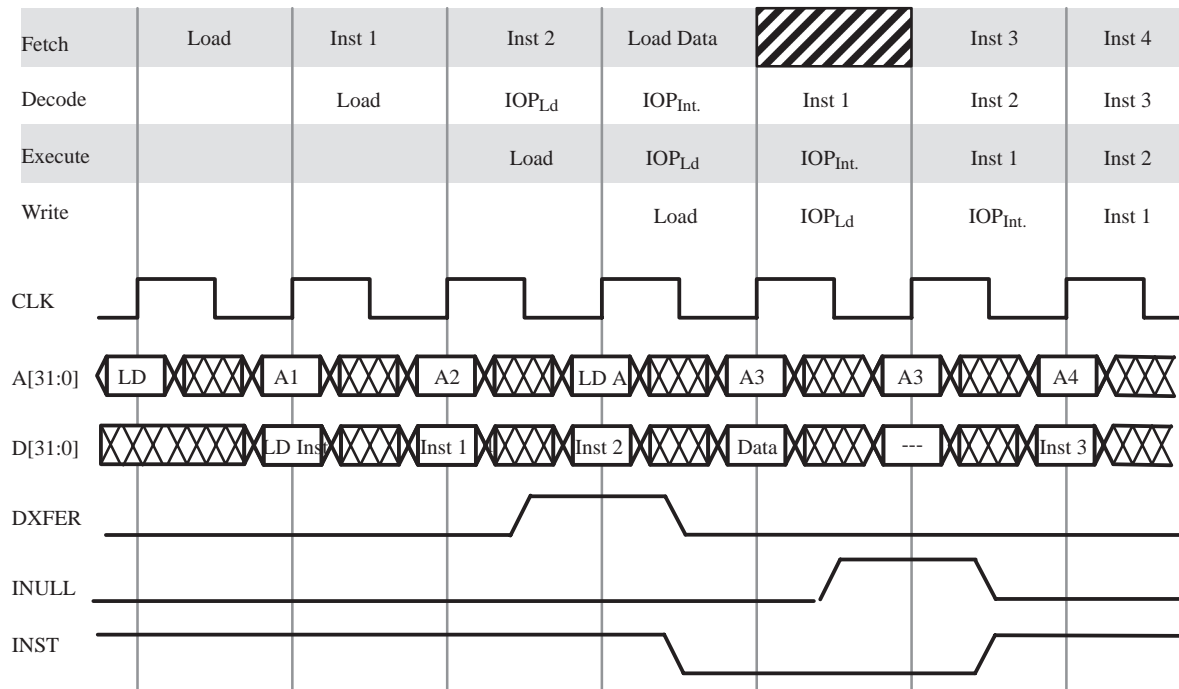 Fetch Load Inst 1 Inst 2 Load Data Inst 3 Inst 4
Decode Load IOPLd IOPInt. Inst 1 Inst 2 Inst 3
Execute Load IOPLd IOPInt. Inst 1 Inst 2
Write Load IOPLd IOPInt. Inst 1
CLK
A[31:0] LD A1 A2 LD A A3 A3 A4
D[31:0] LD Inst Inst 1 Inst 2 Data --- Inst 3
DXFER
INULL
INST